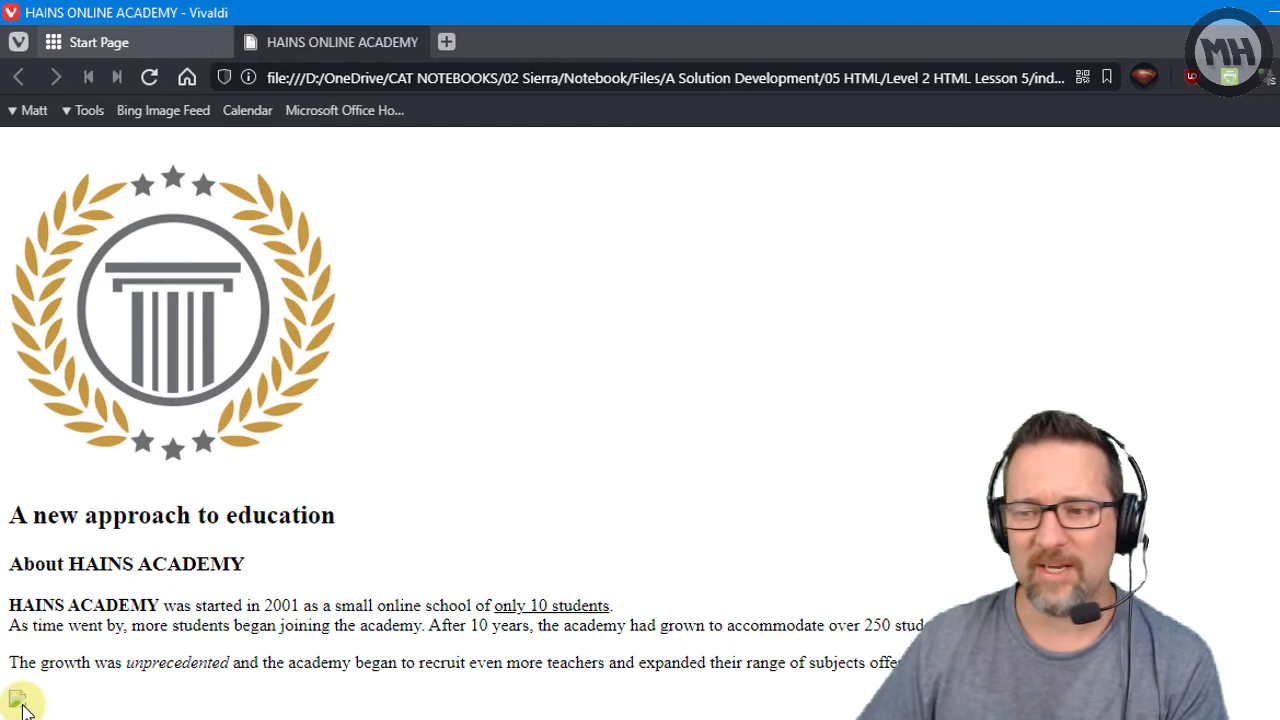 HAINS ONLINE ACADEMY - Vivaldi
Start Page
HAINS ONLINE ACADEMY
MH
file:///D:/OneDrive/CAT NOTEBOOKS/02 Sierra/Notebook/Files/A Solution Development/05 HTML/Level 2 HTML Lesson 5/ind...
Matt
Tools
Bing Image Feed
Calendar
Microsoft Office Ho...
A new approach to education
About HAINS ACADEMY
HAINS ACADEMY was started in 2001 as a small online school of only 10 students.
As time went by, more students began joining the academy. After 10 years, the academy had grown to accommodate over 250 stud
The growth was unprecedented and the academy began to recruit even more teachers and expanded their range of subjects offe